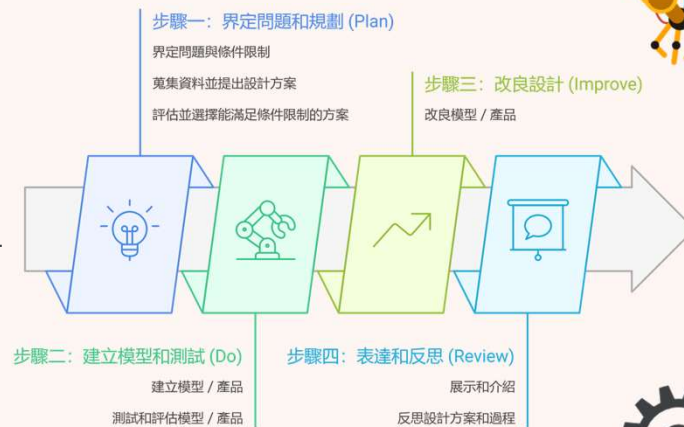 步驟一：界定問題和規劃 (Plan)
界定問題與條件限制
蒐集資料並提出設計方案
評估並選擇能滿足條件限制的方案
步驟二：建立模型和測試 (Do)
建立模型 / 產品
測試和評估模型 / 產品
步驟三：改良設計 (Improve)
改良模型 / 產品
步驟四：表達和反思 (Review)
展示和介紹
反思設計方案和過程